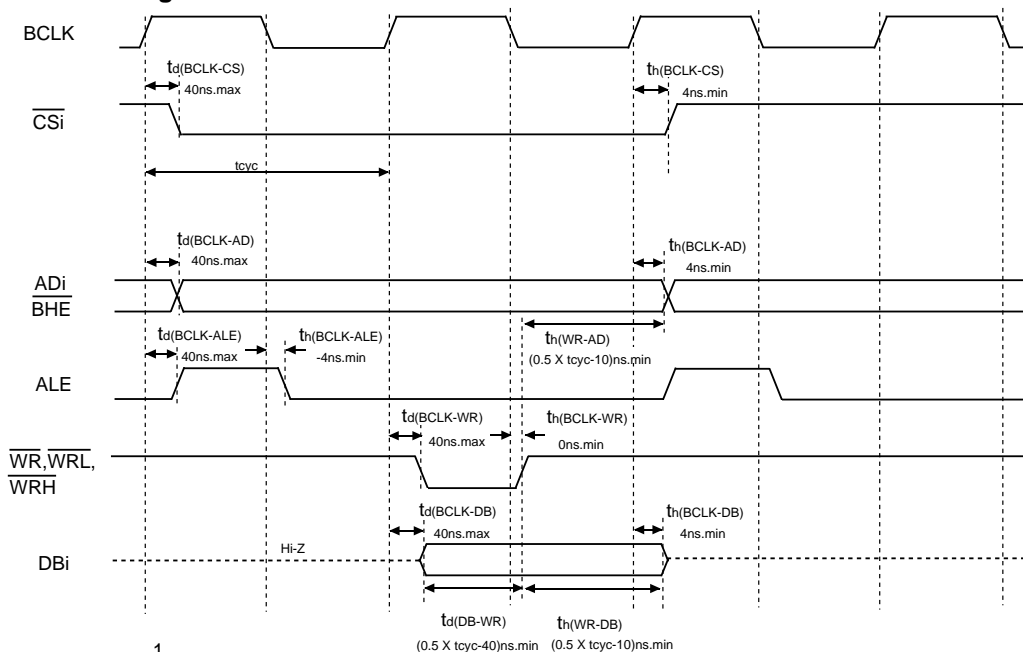 BCLK
td(BCLK-CS)
40ns.max
th(BCLK-CS)
4ns.min
CSi
tcyc
td(BCLK-AD)
40ns.max
th(BCLK-AD)
4ns.min
ADi
BHE
td(BCLK-ALE)
40ns.max
th(BCLK-ALE)
-4ns.min
th(WR-AD)
(0.5 X tcyc-10)ns.min
ALE
td(BCLK-WR)
40ns.max
th(BCLK-WR)
0ns.min
WR,WRL,
WRH
td(BCLK-DB)
40ns.max
th(BCLK-DB)
4ns.min
Hi-Z
DBi
td(DB-WR)
(0.5 X tcyc-40)ns.min
th(WR-DB)
(0.5 X tcyc-10)ns.min
1